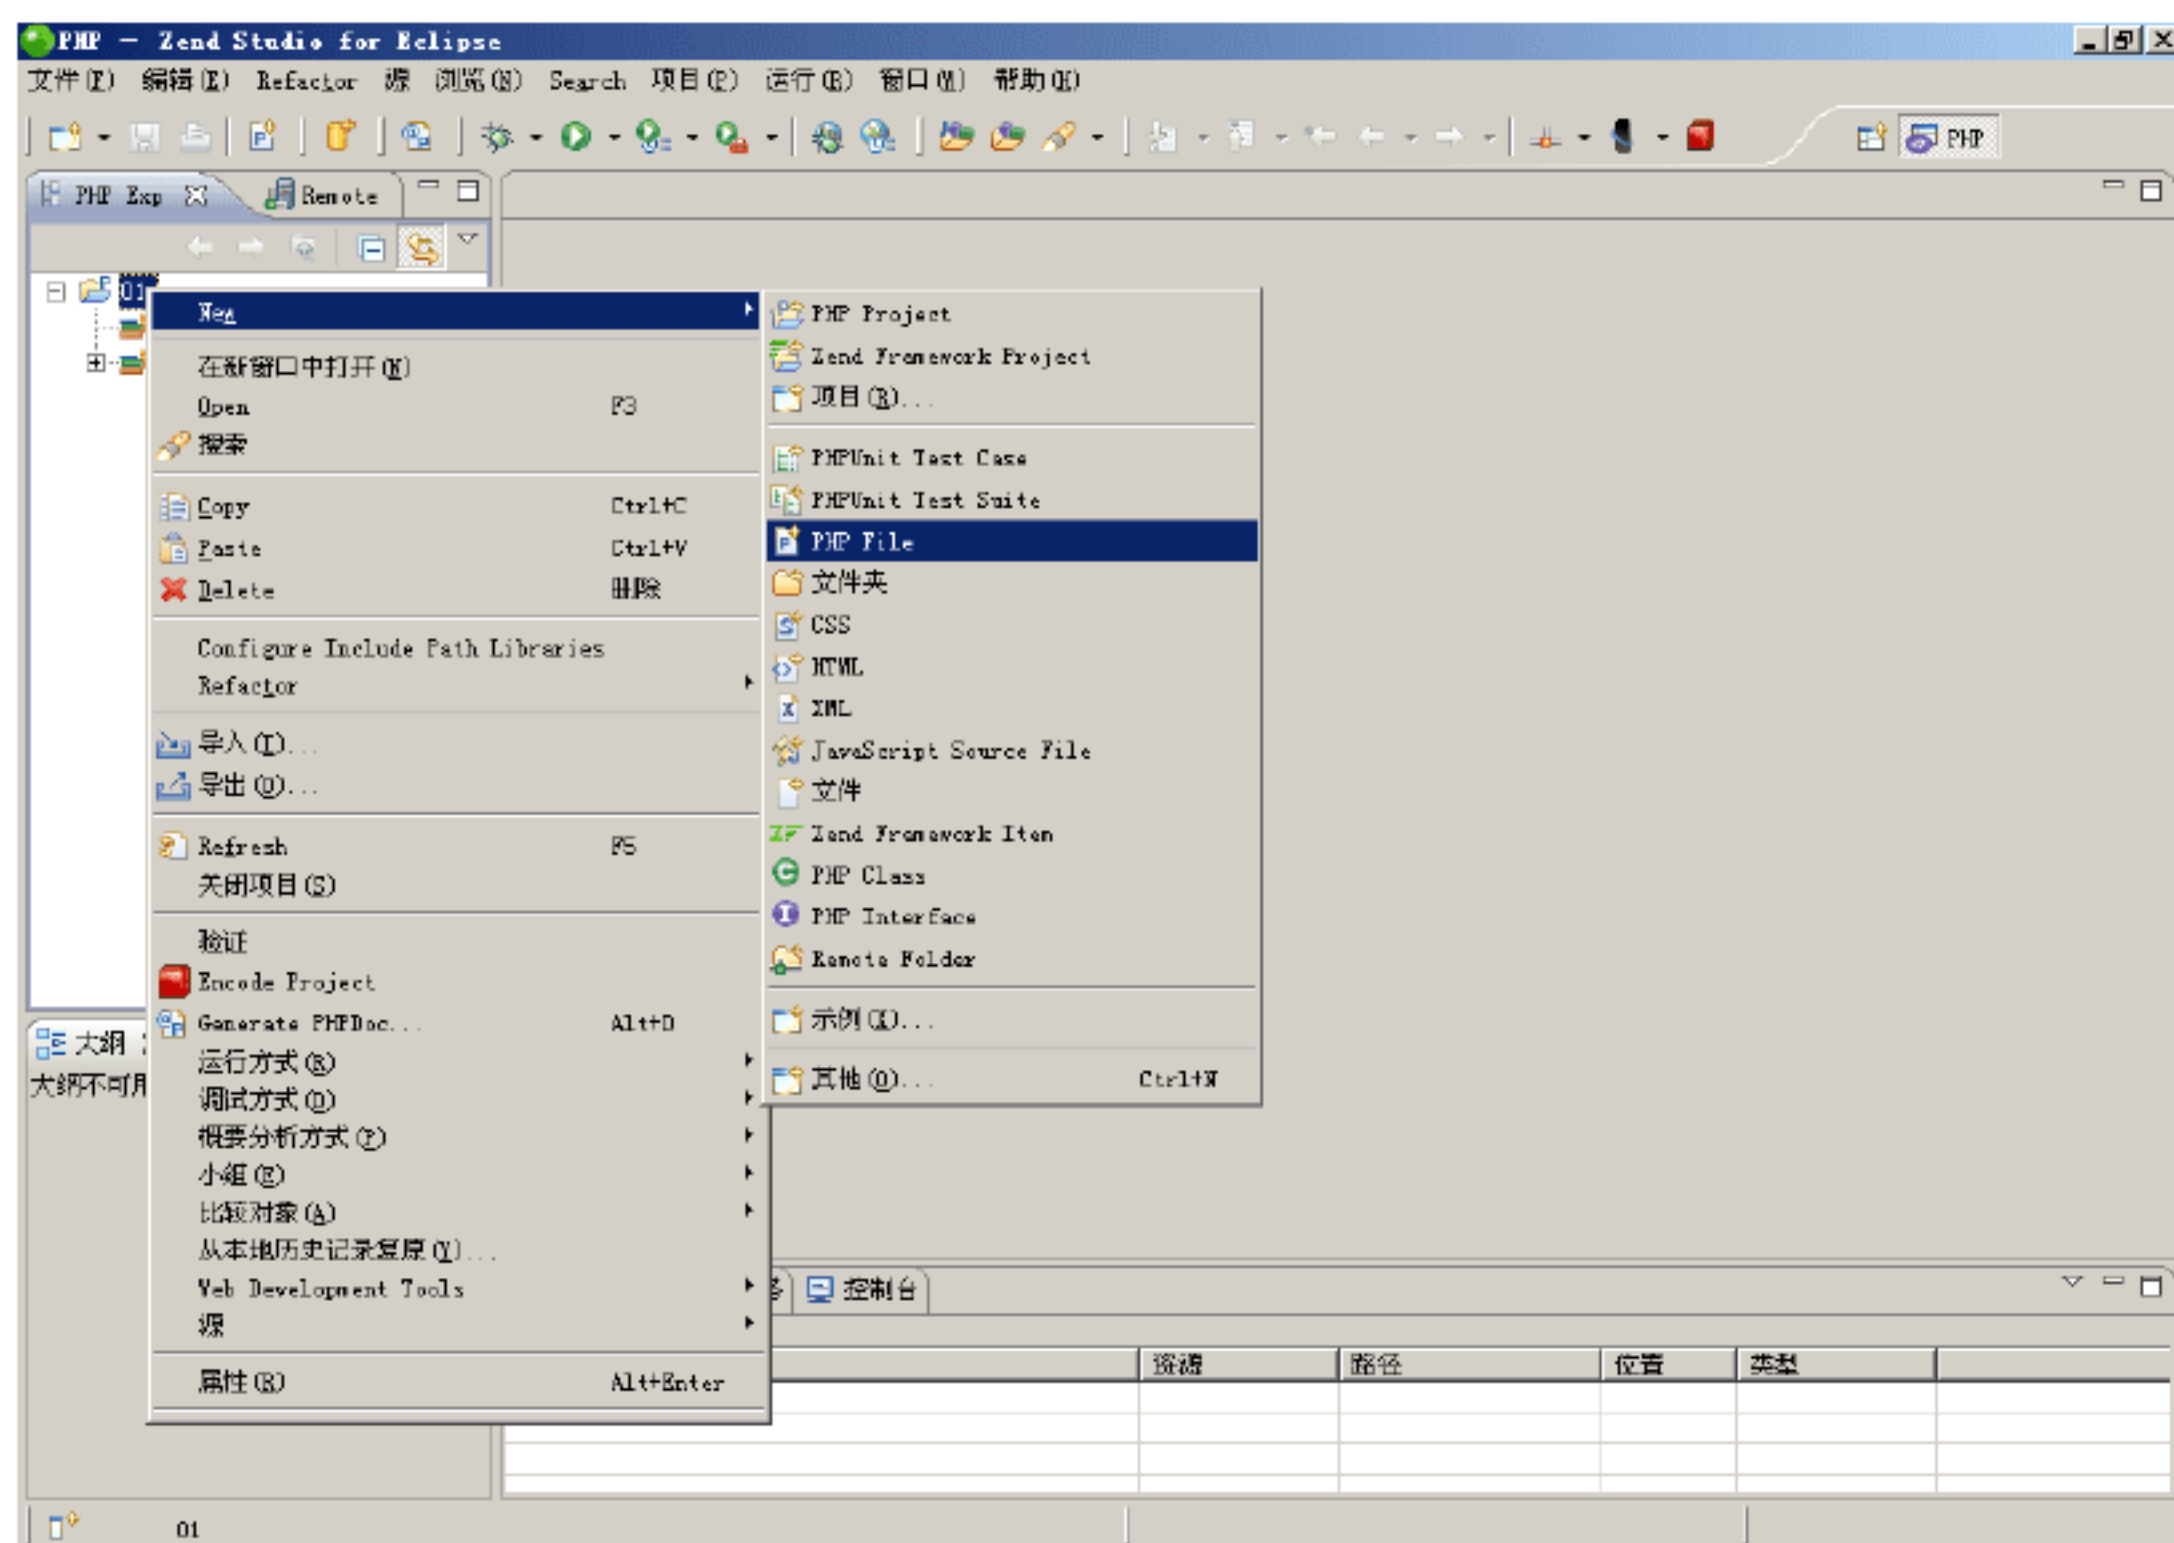 PHP - Zend Studio for Eclipse
文件(F) 编辑(E) Refactor 源 浏览(N) Search 项目(P) 运行(R) 窗口(W) 帮助(H)
PHP
PHP Exp Remote
01
New
在新窗口中打开(N)
Open F3
搜索
Copy Ctrl+C
Paste Ctrl+V
Delete 删除
Configure Include Path Libraries
Refactor
导入(I)...
导出(O)...
Refresh F5
关闭项目(S)
验证
Encode Project
Generate PHPDoc... Alt+D
运行方式(R)
调试方式(D)
概要分析方式(P)
小组(E)
比较对象(A)
从本地历史记录复原(Y)...
Web Development Tools
源
属性(R) Alt+Enter
PHP Project
Zend Framework Project
项目(R)...
PHPUnit Test Case
PHPUnit Test Suite
PHP File
文件夹
CSS
HTML
XML
JavaScript Source File
文件
Zend Framework Item
PHP Class
PHP Interface
Remote Folder
示例(X)...
其他(O)... Ctrl+N
大纲
大纲不可用
控制台
资源 路径 位置 类型
01